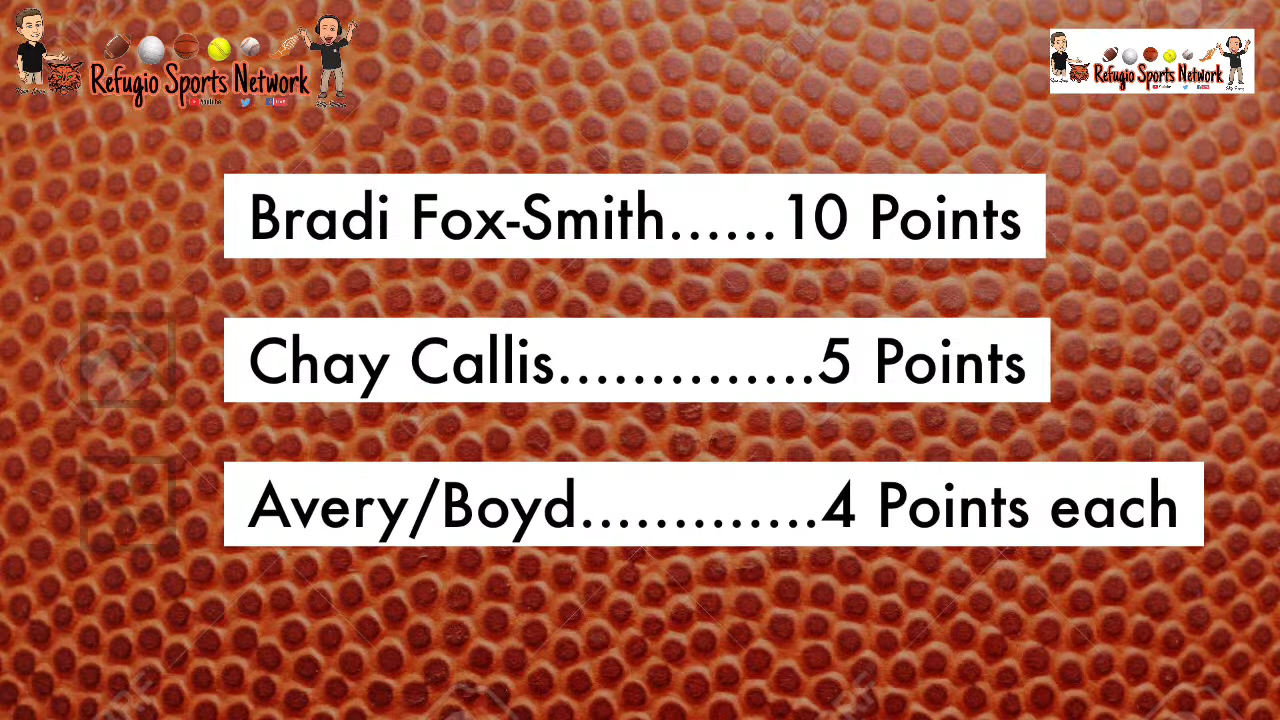 Refugio Sports Network
Refugio Sports Network
Bradi Fox-Smith......10 Points
Chay Callis..............5 Points
Avery/Boyd.............4 Points each